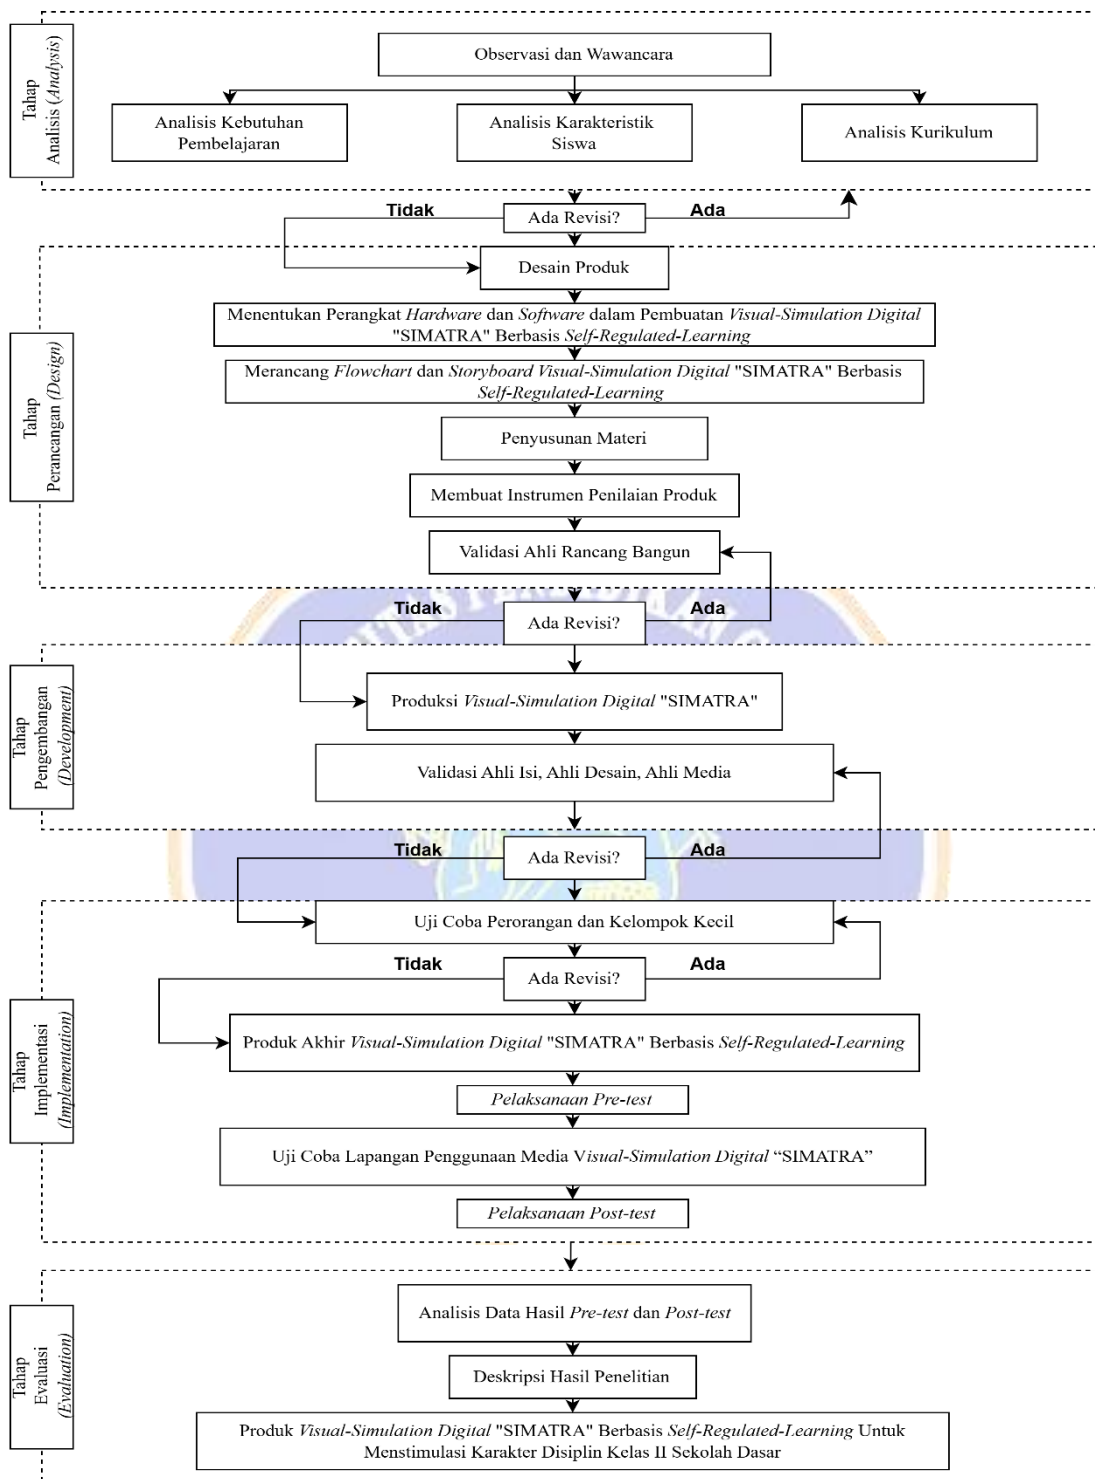 Tahap
Analisis (Analysis)
Observasi dan Wawancara
Analisis Kebutuhan
Pembelajaran
Analisis Karakteristik
Siswa
Analisis Kurikulum
Tidak
Ada Revisi?
Ada
Tahap
Perancangan (Design)
Desain Produk
Menentukan Perangkat Hardware dan Software dalam Pembuatan Visual-Simulation Digital
"SIMATRA" Berbasis Self-Regulated-Learning
Merancang Flowchart dan Storyboard Visual-Simulation Digital "SIMATRA" Berbasis
Self-Regulated-Learning
Penyusunan Materi
Membuat Instrumen Penilaian Produk
Validasi Ahli Rancang Bangun
Tidak
Ada Revisi?
Ada
Tahap
Pengembangan
(Development)
Produksi Visual-Simulation Digital "SIMATRA"
Validasi Ahli Isi, Ahli Desain, Ahli Media
Tidak
Ada Revisi?
Ada
Tahap
Implementasi
(Implementation)
Uji Coba Perorangan dan Kelompok Kecil
Tidak
Ada Revisi?
Ada
Produk Akhir Visual-Simulation Digital "SIMATRA" Berbasis Self-Regulated-Learning
Pelaksanaan Pre-test
Uji Coba Lapangan Penggunaan Media Visual-Simulation Digital “SIMATRA”
Pelaksanaan Post-test
Tahap
Evaluasi
(Evaluation)
Analisis Data Hasil Pre-test dan Post-test
Deskripsi Hasil Penelitian
Produk Visual-Simulation Digital "SIMATRA" Berbasis Self-Regulated-Learning Untuk
Menstimulasi Karakter Disiplin Kelas II Sekolah Dasar